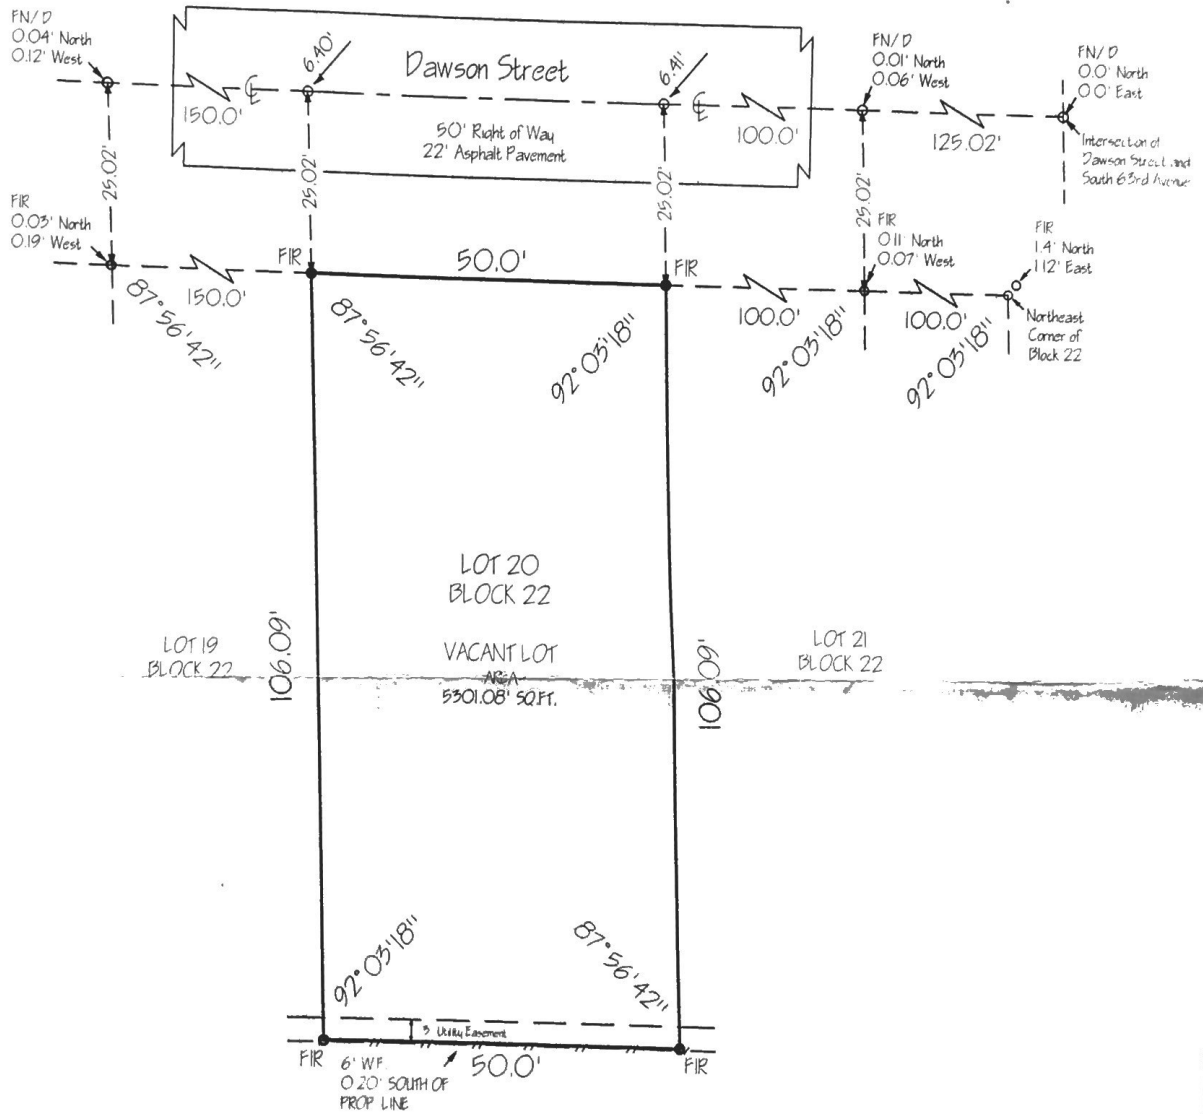 FN/D
0.04' North
0.12' West
6.40'
Dawson Street
6.41'
FN/D
0.01' North
0.06' West
FN/D
0.0' North
0.0' East
150.0'
℄
50' Right of Way
22' Asphalt Pavement
℄
100.0'
125.02'
Intersection of
Dawson Street and
South 63rd Avenue
25.02'
25.02'
25.02'
25.02'
FIR
0.03' North
0.19' West
FIR
50.0'
FIR
FIR
0.11' North
0.07' West
FIR
1.4' North
1.12' East
150.0'
100.0'
100.0'
Northeast
Corner of
Block 22
87°56'42"
87°56'42"
92°03'18"
92°03'18"
92°03'18"
LOT 20
BLOCK 22
LOT 19
BLOCK 22
106.09'
VACANT LOT
AREA
5301.08' SQ.FT.
106.09'
LOT 21
BLOCK 22
92°03'18"
87°56'42"
Utility Easement
FIR
6' W.F.
0.20' SOUTH OF
PROP LINE
50.0'
FIR